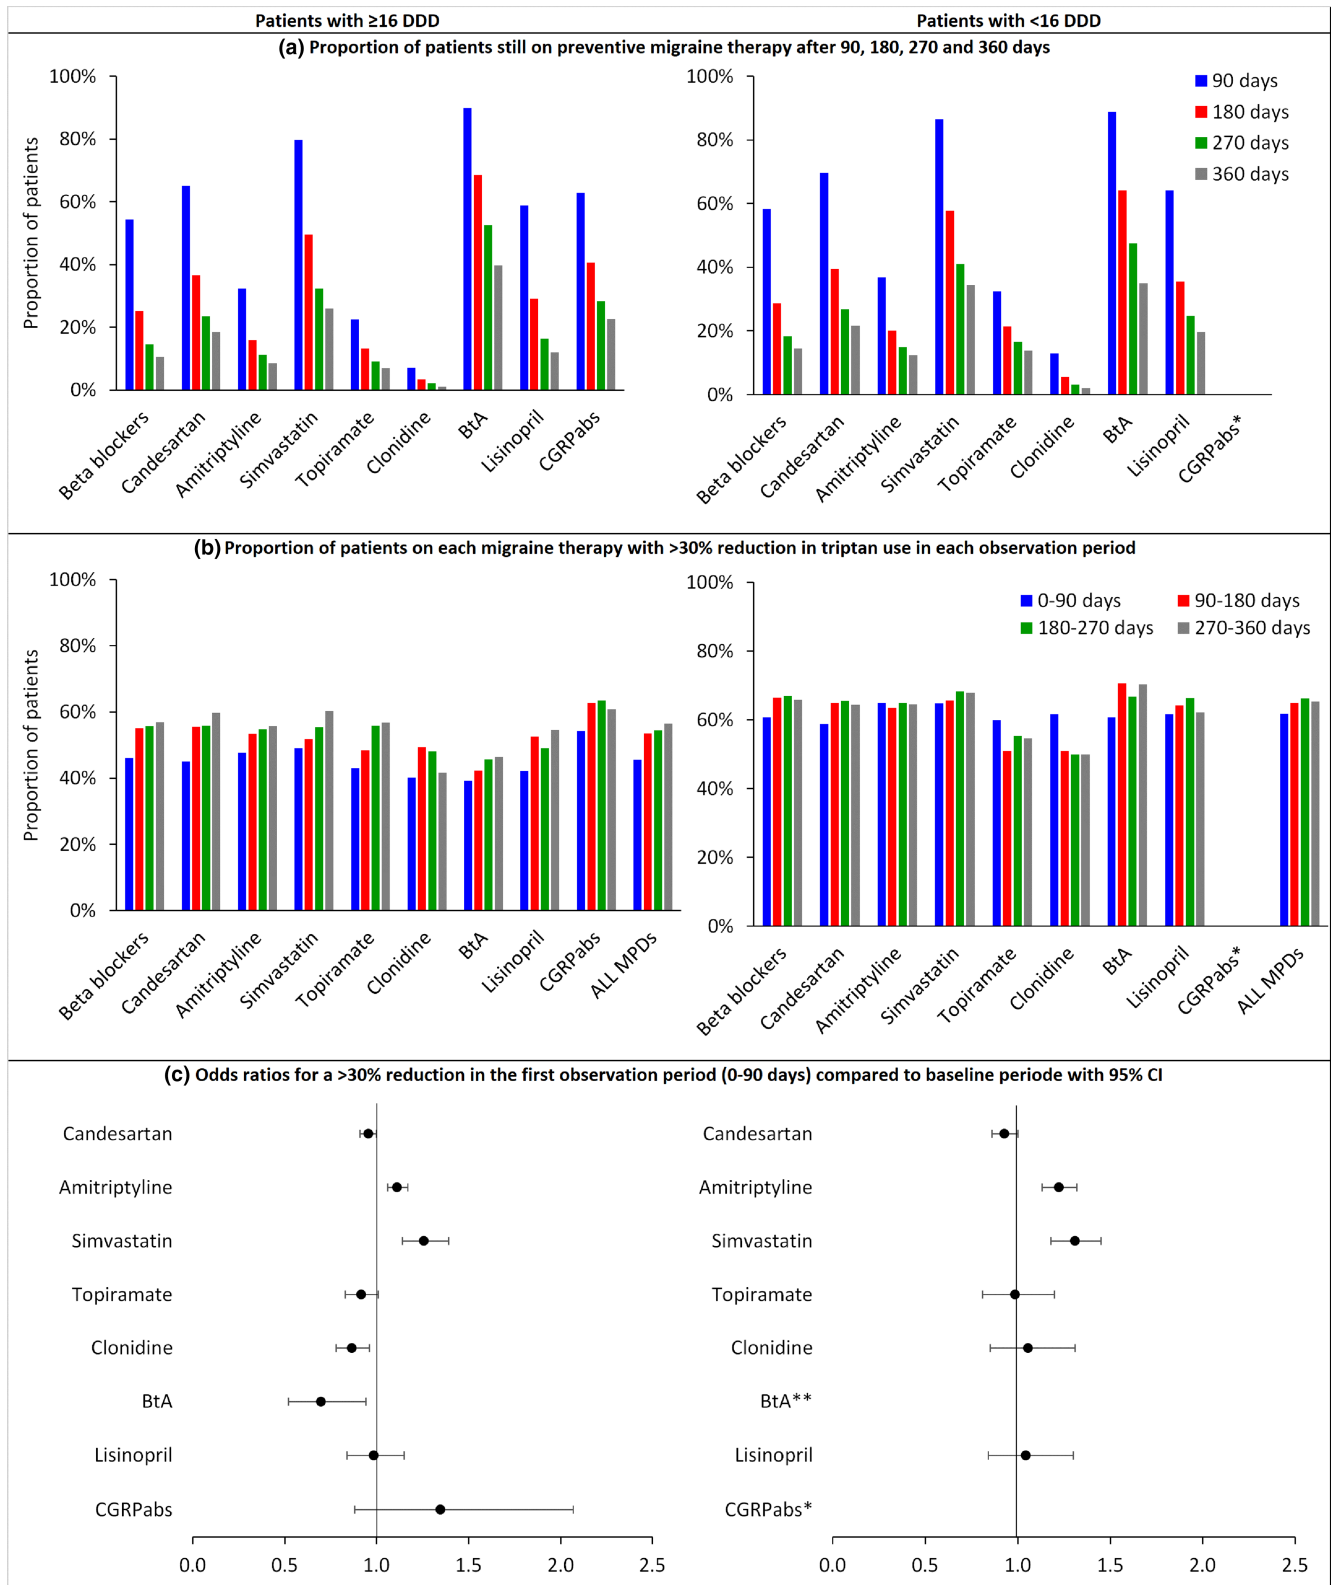 Patients with ≥16 DDD
Patients with <16 DDD
(a) Proportion of patients still on preventive migraine therapy after 90, 180, 270 and 360 days
Proportion of patients
100%
80%
60%
40%
20%
0%
Beta blockers
Candesartan
Amitriptyline
Simvastatin
Topiramate
Clonidine
BtA
Lisinopril
CGRPabs
100%
80%
60%
40%
20%
0%
90 days
180 days
270 days
360 days
Beta blockers
Candesartan
Amitriptyline
Simvastatin
Topiramate
Clonidine
BtA
Lisinopril
CGRPabs*
(b) Proportion of patients on each migraine therapy with >30% reduction in triptan use in each observation period
Proportion of patients
100%
80%
60%
40%
20%
0%
Beta blockers
Candesartan
Amitriptyline
Simvastatin
Topiramate
Clonidine
BtA
Lisinopril
CGRPabs
ALL MPDs
100%
80%
60%
40%
20%
0%
0-90 days
90-180 days
180-270 days
270-360 days
Beta blockers
Candesartan
Amitriptyline
Simvastatin
Topiramate
Clonidine
BtA
Lisinopril
CGRPabs*
ALL MPDs
(c) Odds ratios for a >30% reduction in the first observation period (0-90 days) compared to baseline periode with 95% CI
Candesartan
Amitriptyline
Simvastatin
Topiramate
Clonidine
BtA
Lisinopril
CGRPabs
0.0 0.5 1.0 1.5 2.0 2.5
Candesartan
Amitriptyline
Simvastatin
Topiramate
Clonidine
BtA**
Lisinopril
CGRPabs*
0.0 0.5 1.0 1.5 2.0 2.5